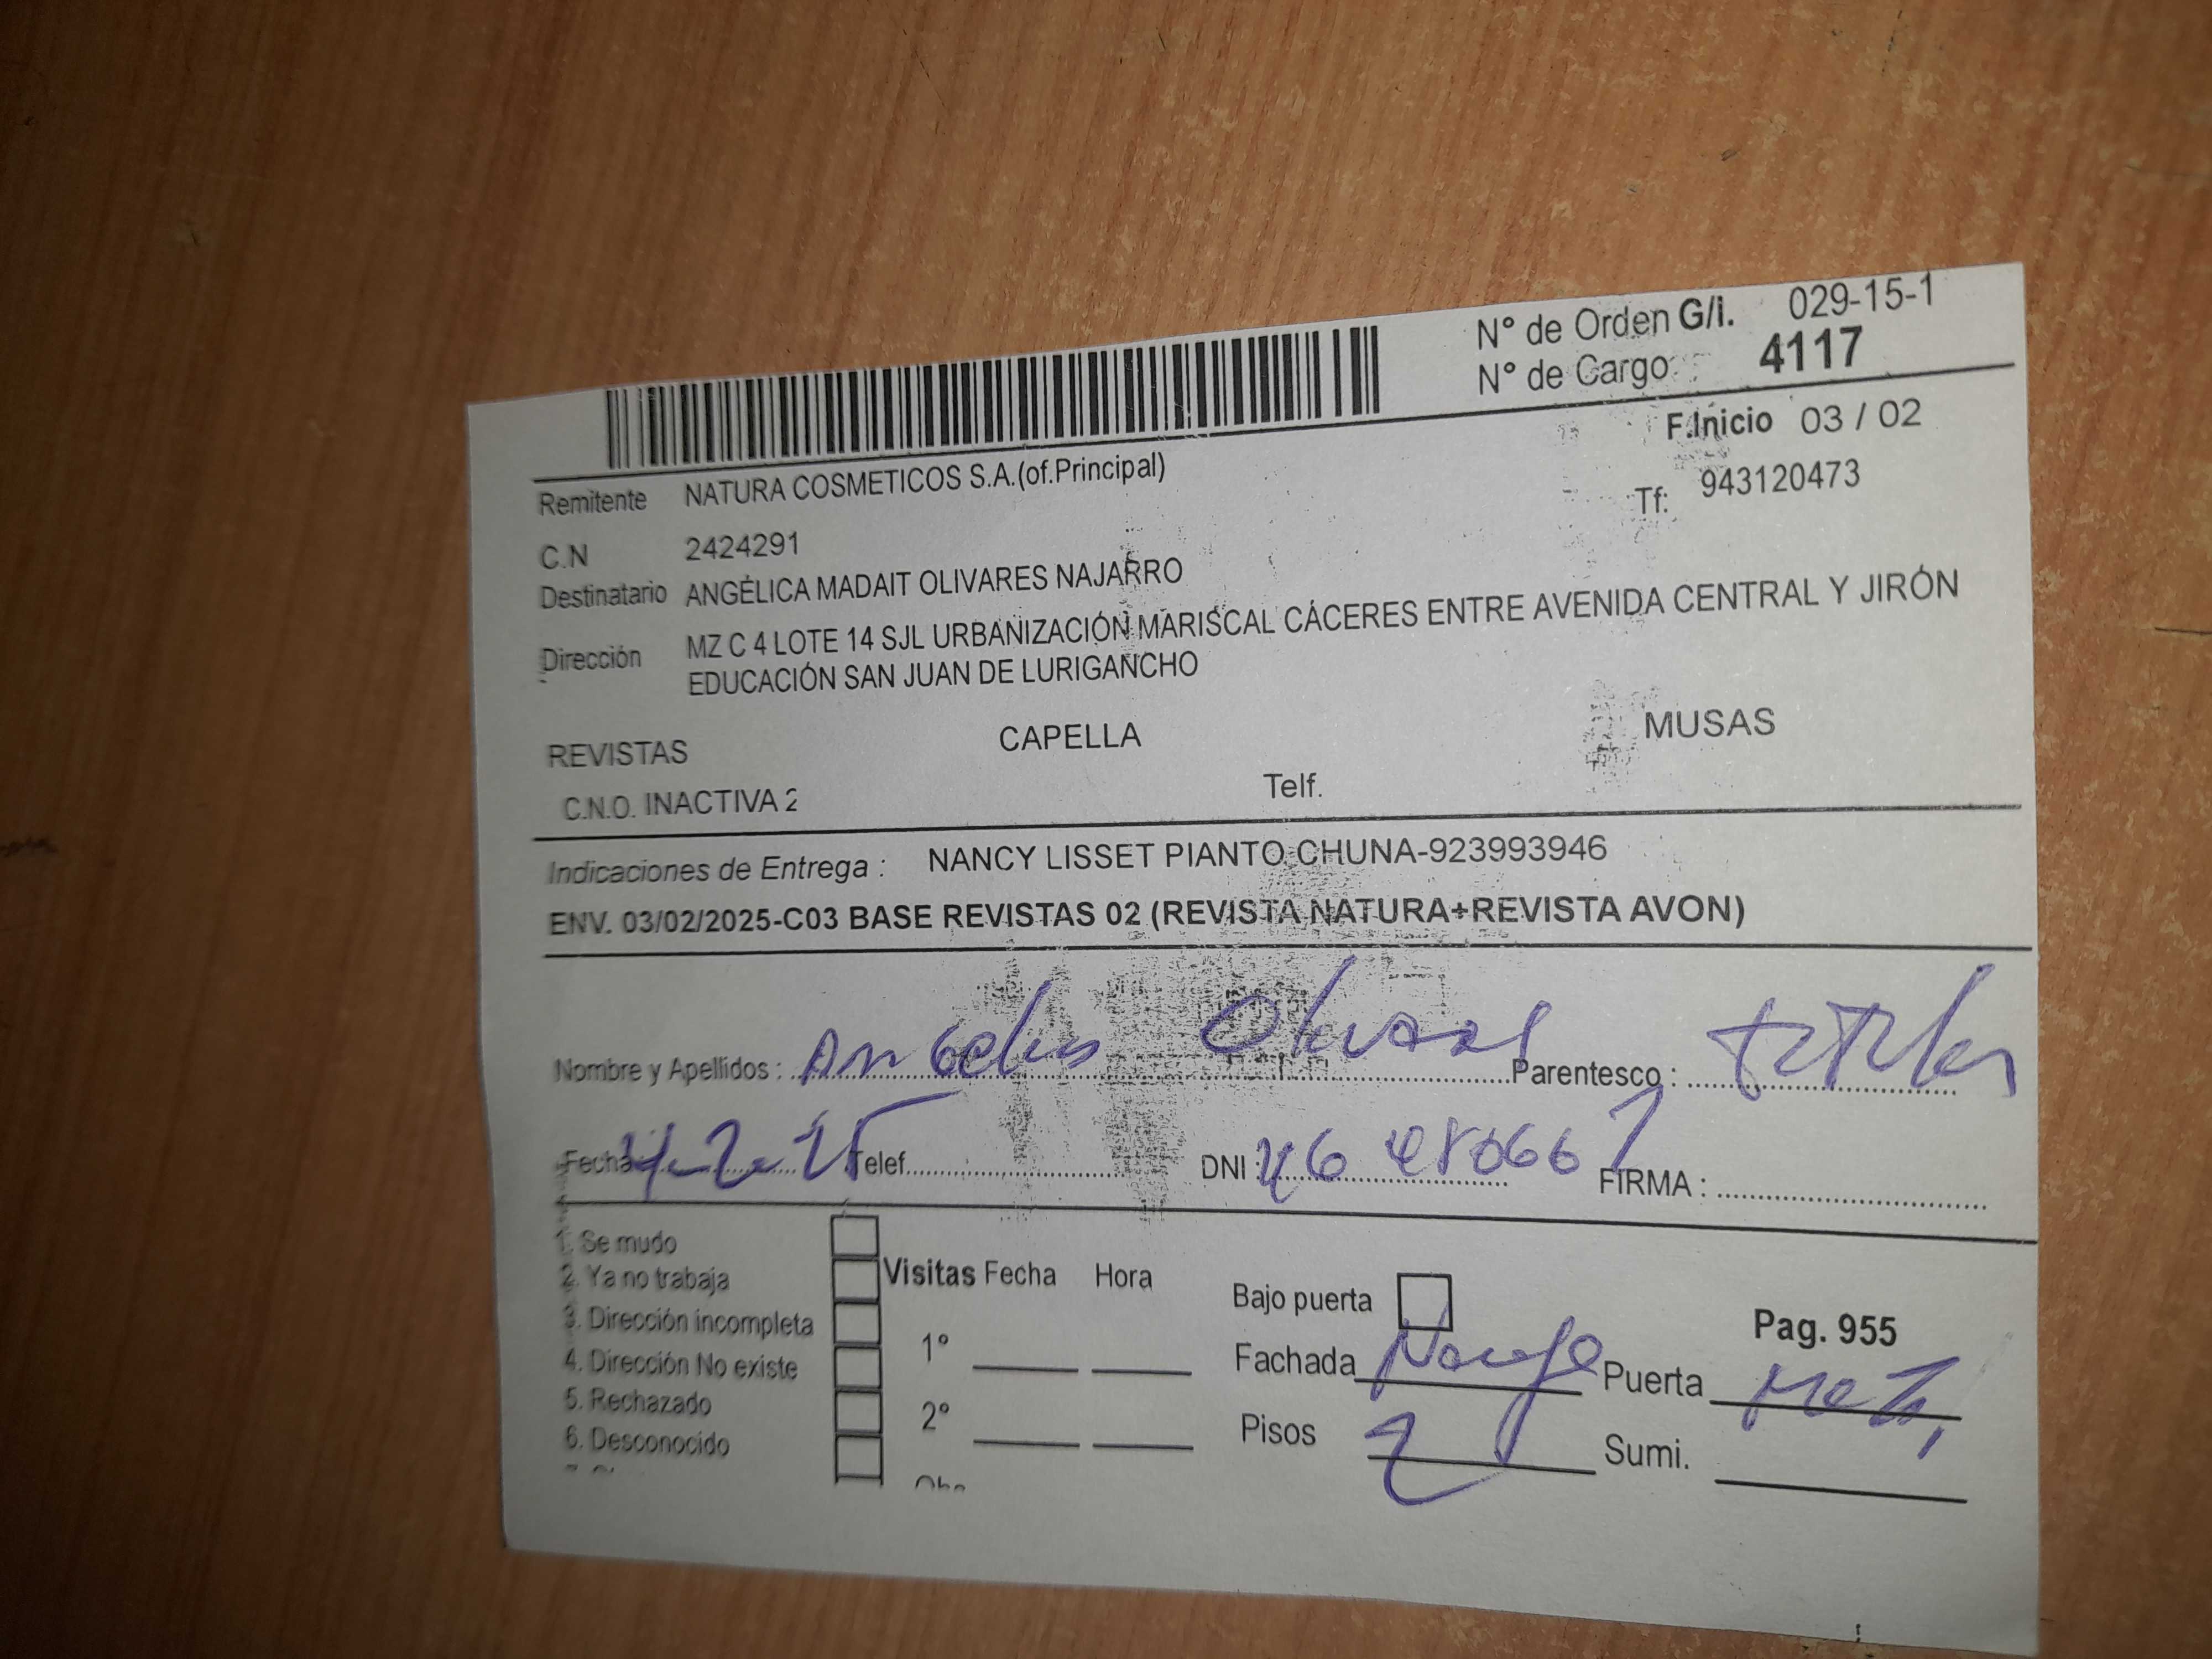 N° de Orden G/I. 029-15-1
N° de Cargo 4117
F.Inicio 03 / 02
Remitente NATURA COSMETICOS S.A.(of.Principal)
Tf: 943120473
C.N 2424291
Destinatario ANGÉLICA MADAIT OLIVARES NAJARRO
Dirección MZ C 4 LOTE 14 SJL URBANIZACIÓN MARISCAL CÁCERES ENTRE AVENIDA CENTRAL Y JIRÓN
EDUCACIÓN SAN JUAN DE LURIGANCHO
REVISTAS CAPELLA MUSAS
C.N.O. INACTIVA 2 Telf.
Indicaciones de Entrega : NANCY LISSET PIANTO CHUNA-923993946
ENV. 03/02/2025-C03 BASE REVISTAS 02 (REVISTA NATURA+REVISTA AVON)
Nombre y Apellidos : Parentesco : titular
Fecha 4-2-25 Telef. DNI : FIRMA :
1. Se mudo
2. Ya no trabaja
3. Dirección incompleta
4. Dirección No existe
5. Rechazado
6. Desconocido
Visitas Fecha Hora
1°
2°
Bajo puerta
Pag. 955
Fachada Puerta
Pisos 2 Sumi.